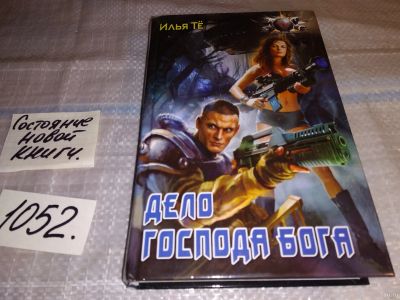 ИЛЬЯ ТЁ
Состояние
новой
книги.
1052.
ДЕЛО
ГОСПОДА БОГА